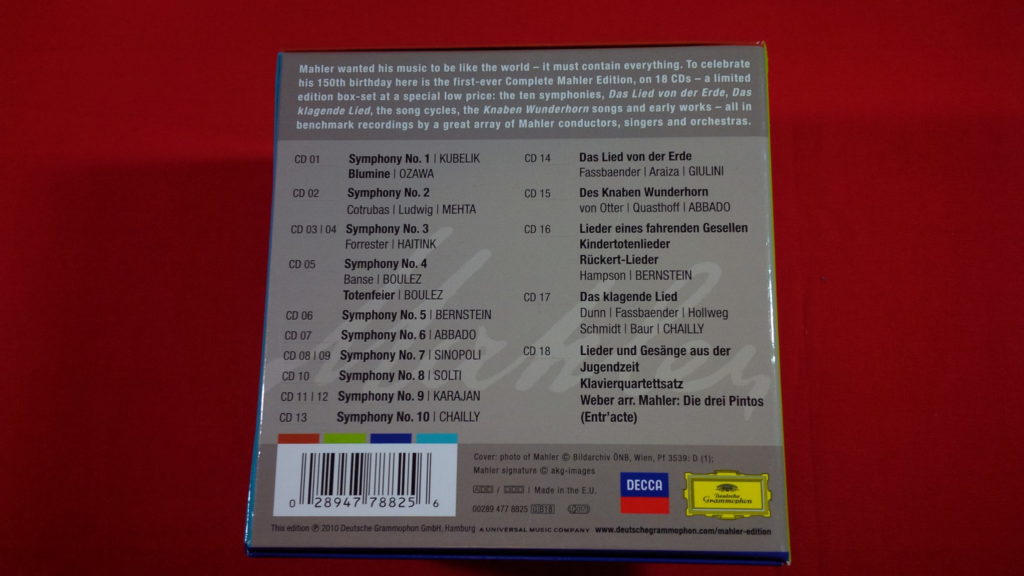 Mahler wanted his music to be like the world – it must contain everything. To celebrate
his 150th birthday here is the first-ever Complete Mahler Edition, on 18 CDs – a limited
edition box-set at a special low price: the ten symphonies, Das Lied von der Erde, Das
klagende Lied, the song cycles, the Knaben Wunderhorn songs and early works – all in
benchmark recordings by a great array of Mahler conductors, singers and orchestras.
CD 01 Symphony No. 1 | KUBELIK
Blumine | OZAWA
CD 02 Symphony No. 2
Cotrubas | Ludwig | MEHTA
CD 03 | 04 Symphony No. 3
Forrester | HAITINK
CD 05 Symphony No. 4
Banse | BOULEZ
Totenfeier | BOULEZ
CD 06 Symphony No. 5 | BERNSTEIN
CD 07 Symphony No. 6 | ABBADO
CD 08 | 09 Symphony No. 7 | SINOPOLI
CD 10 Symphony No. 8 | SOLTI
CD 11 | 12 Symphony No. 9 | KARAJAN
CD 13 Symphony No. 10 | CHAILLY
CD 14 Das Lied von der Erde
Fassbaender | Araiza | GIULINI
CD 15 Des Knaben Wunderhorn
von Otter | Quasthoff | ABBADO
CD 16 Lieder eines fahrenden Gesellen
Kindertotenlieder
Rückert-Lieder
Hampson | BERNSTEIN
CD 17 Das klagende Lied
Dunn | Fassbaender | Hollweg
Schmidt | Baur | CHAILLY
CD 18 Lieder und Gesänge aus der
Jugendzeit
Klavierquartettsatz
Weber arr. Mahler: Die drei Pintos
(Entr'acte)
0 28947 78825 6
Cover: photo of Mahler © Bildarchiv ÖNB, Wien, Pf 3539: D (1);
Mahler signature © akg-images
ADD / DDD | Made in the E.U.
00289 477 8825 GB18
DECCA
Deutsche
Grammophon
This edition ℗ 2010 Deutsche Grammophon GmbH, Hamburg A UNIVERSAL MUSIC COMPANY www.deutschegrammophon.com/mahler-edition